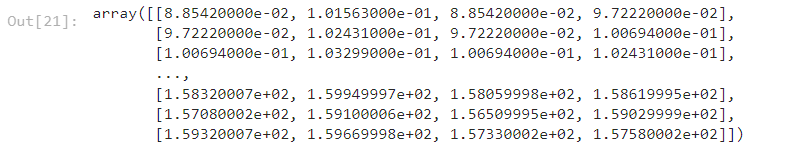 Out[21]: array([[8.85420000e-02, 1.01563000e-01, 8.85420000e-02, 9.72220000e-02],
[9.72220000e-02, 1.02431000e-01, 9.72220000e-02, 1.00694000e-01],
[1.00694000e-01, 1.03299000e-01, 1.00694000e-01, 1.02431000e-01],
...,
[1.58320007e+02, 1.59949997e+02, 1.58059998e+02, 1.58619995e+02],
[1.57080002e+02, 1.59100006e+02, 1.56509995e+02, 1.59029999e+02],
[1.59320007e+02, 1.59669998e+02, 1.57330002e+02, 1.57580002e+02]])